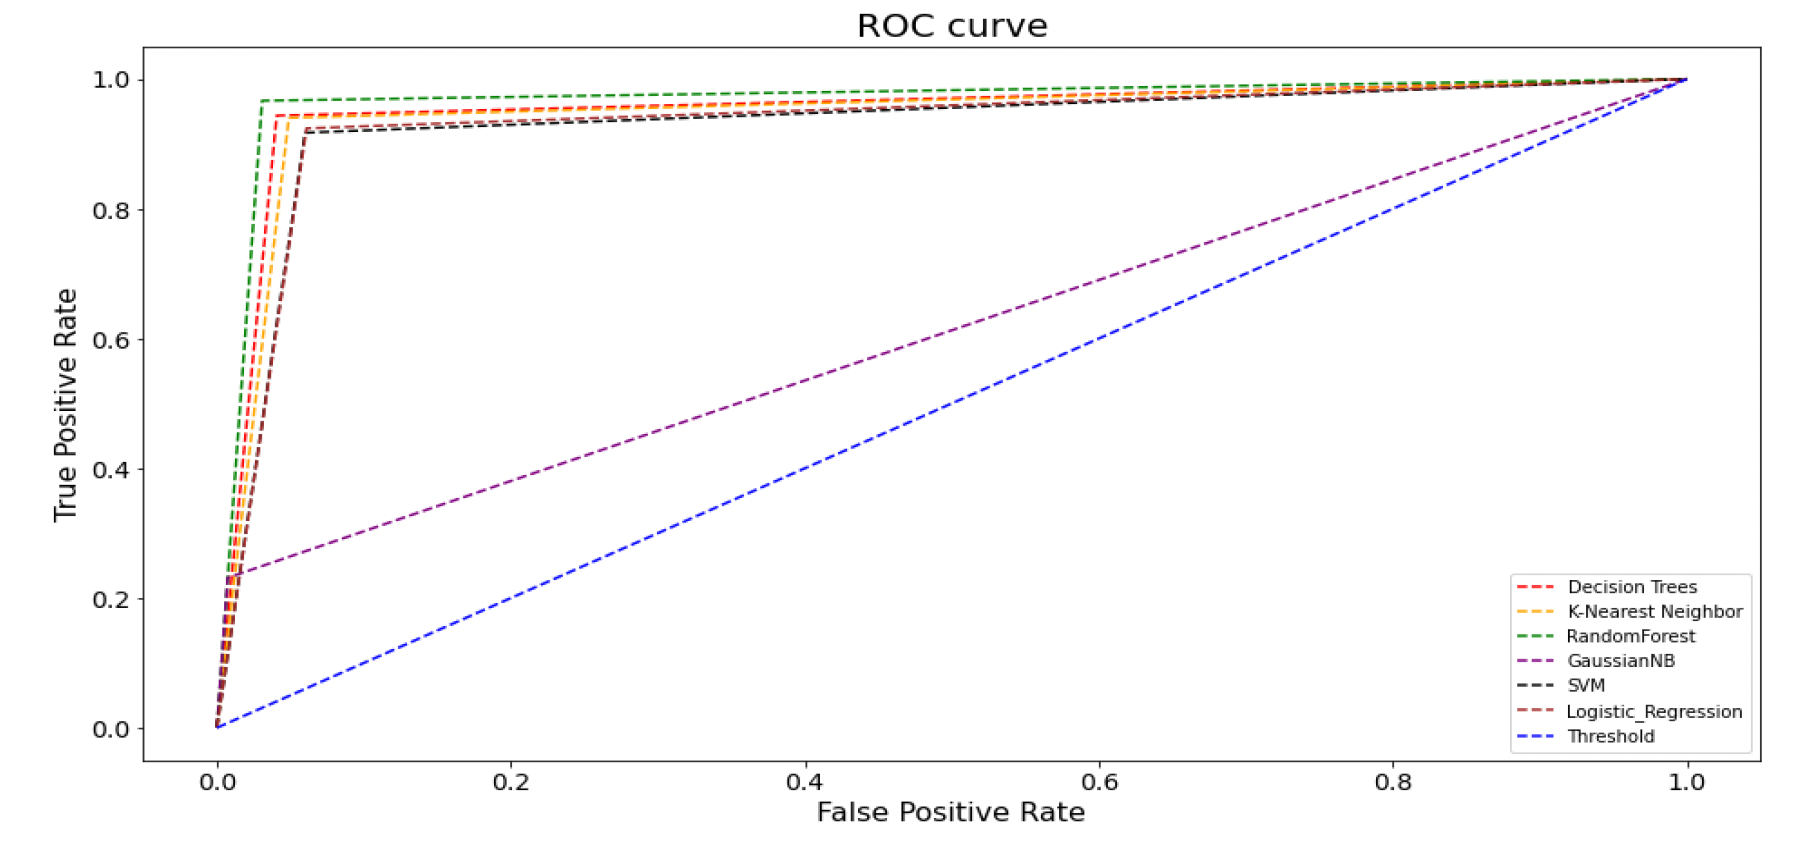 ROC curve
True Positive Rate
1.0
0.8
0.6
0.4
0.2
0.0
Decision Trees
K-Nearest Neighbor
RandomForest
GaussianNB
SVM
Logistic_Regression
Threshold
0.0 0.2 0.4 0.6 0.8 1.0
False Positive Rate